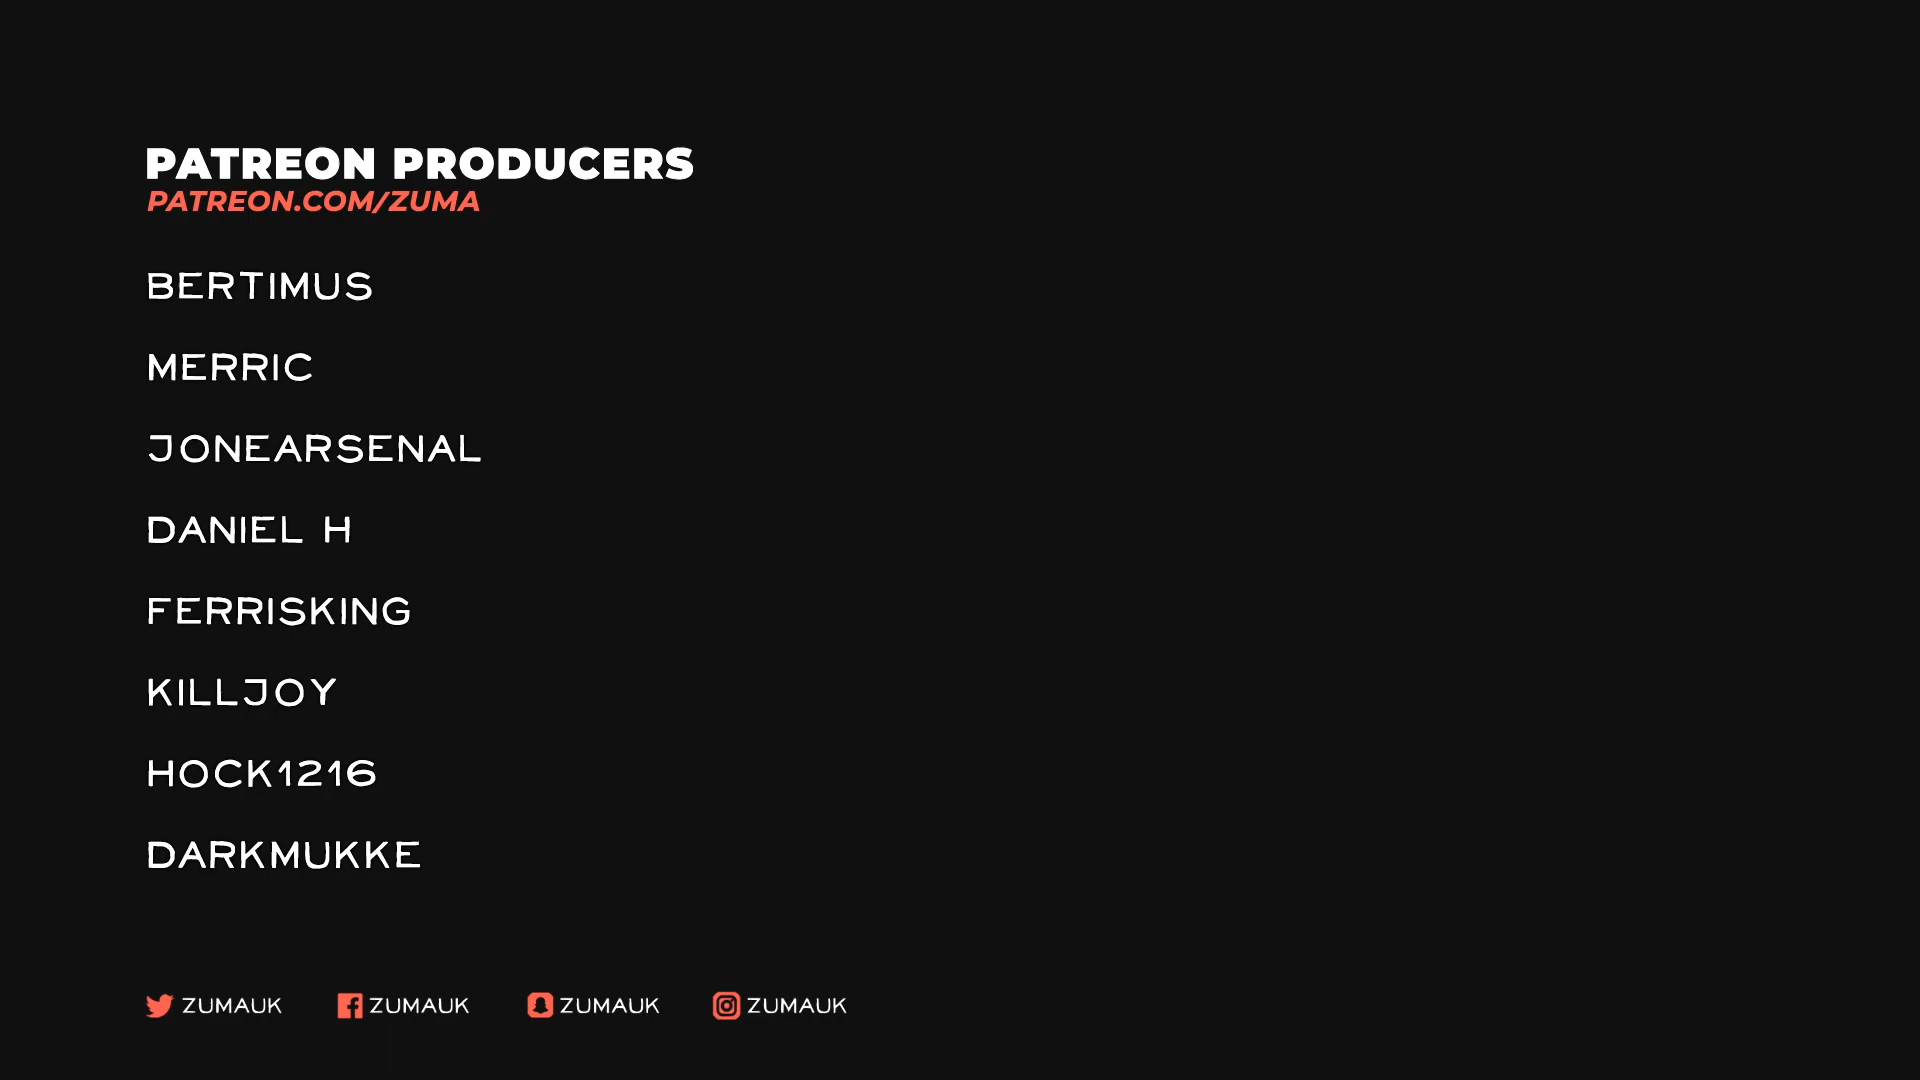 PATREON PRODUCERS
PATREON.COM/ZUMA
BERTIMUS
MERRIC
JONEARSENAL
DANIEL H
FERRISKING
KILLJOY
HOCK1216
DARKMUKKE
ZUMAUK ZUMAUK ZUMAUK ZUMAUK